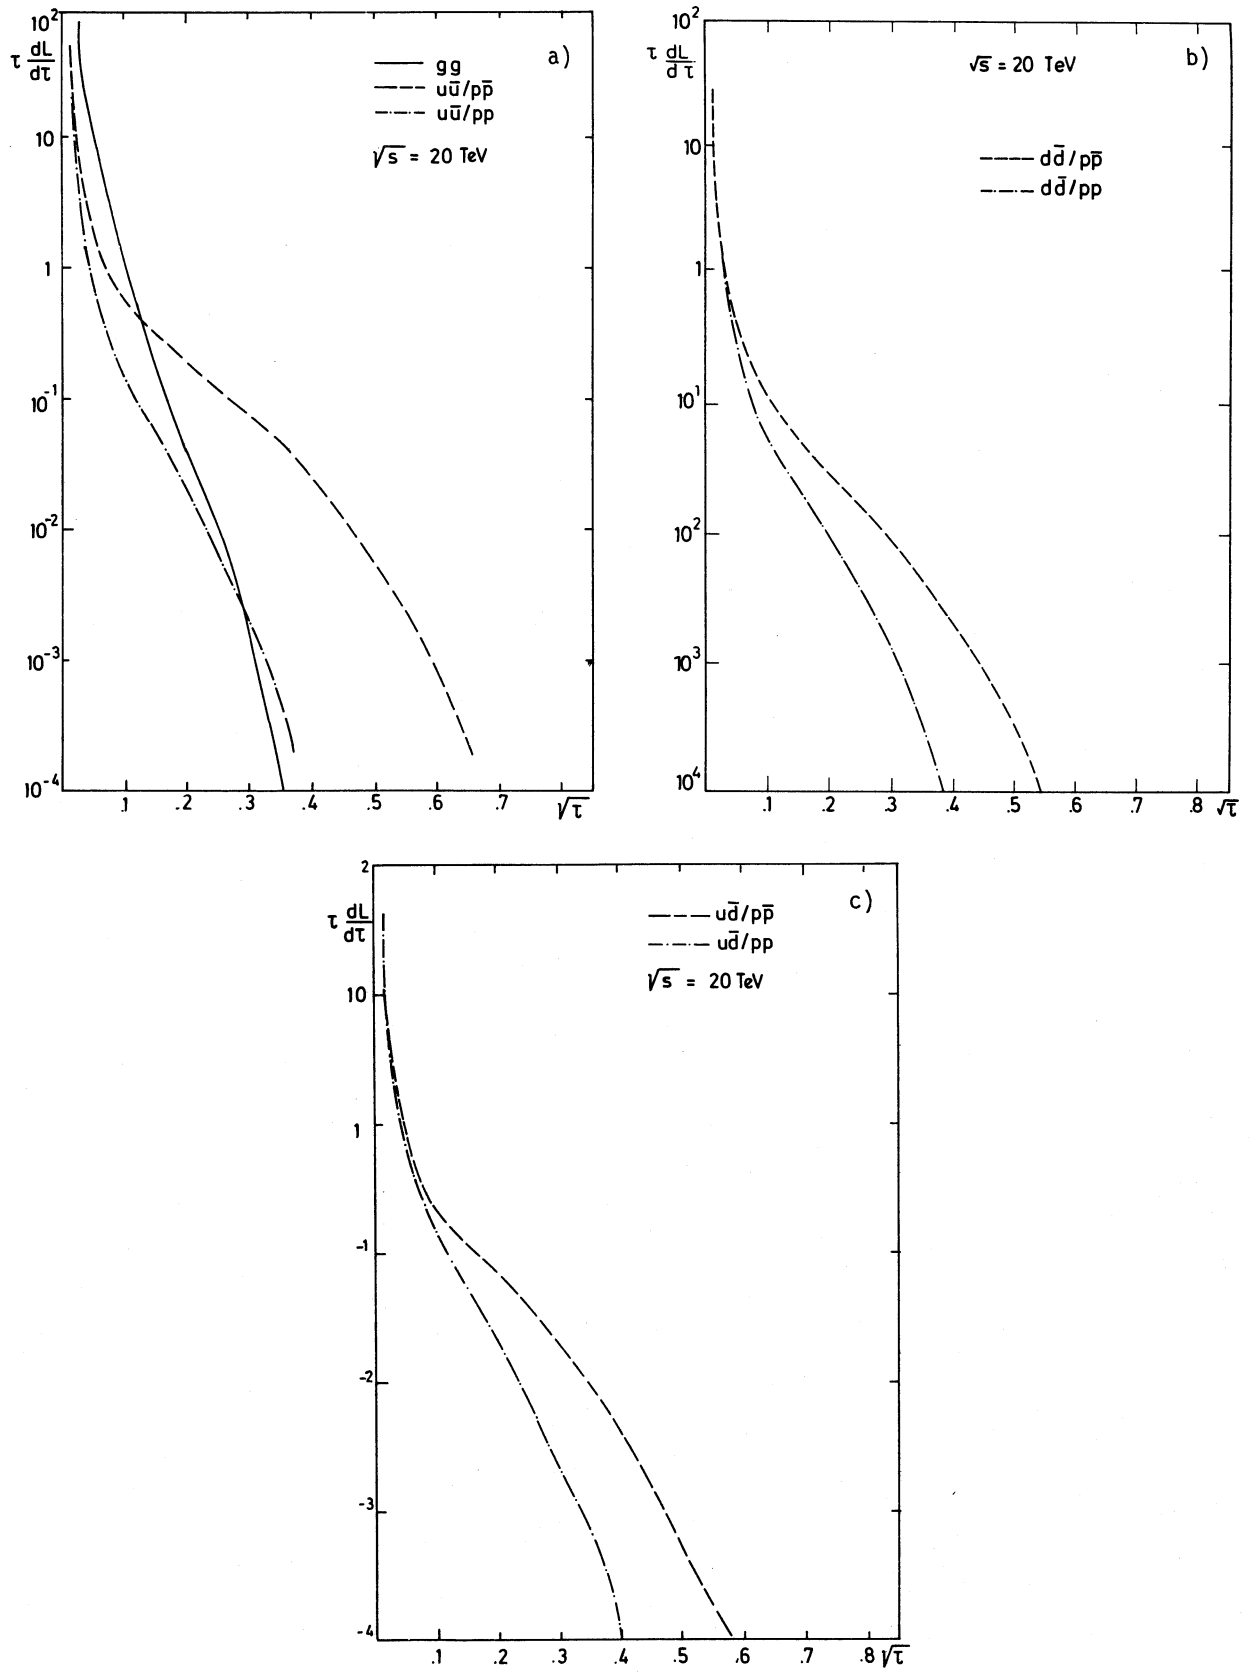 10²
τ dL/dτ
10
1
10⁻¹
10⁻²
10⁻³
10⁻⁴
a)
gg
uū/pp̄
uū/pp
√s = 20 TeV
.1 .2 .3 .4 .5 .6 .7 √τ
10²
τ dL/dτ
10
1
10¹
10²
10³
10⁴
b)
√s = 20 TeV
dd̄/pp̄
dd̄/pp
.1 .2 .3 .4 .5 .6 .7 .8 √τ
2
τ dL/dτ
10
1
-1
-2
-3
-4
c)
ud̄/pp̄
ud̄/pp
√s = 20 TeV
.1 .2 .3 .4 .5 .6 .7 .8 √τ